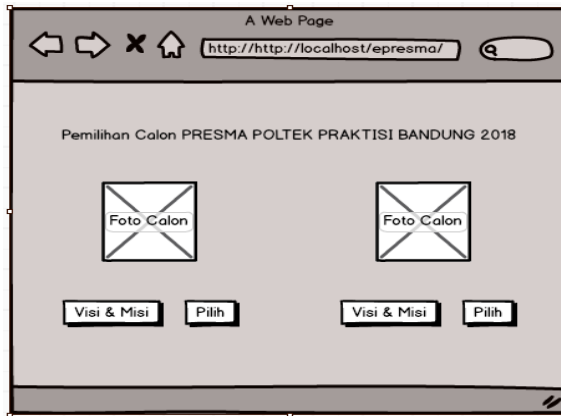 A Web Page
http://http://localhost/epresma/
Pemilihan Calon PRESMA POLTEK PRAKTISI BANDUNG 2018
Foto Calon Foto Calon
Visi & Misi Pilih Visi & Misi Pilih